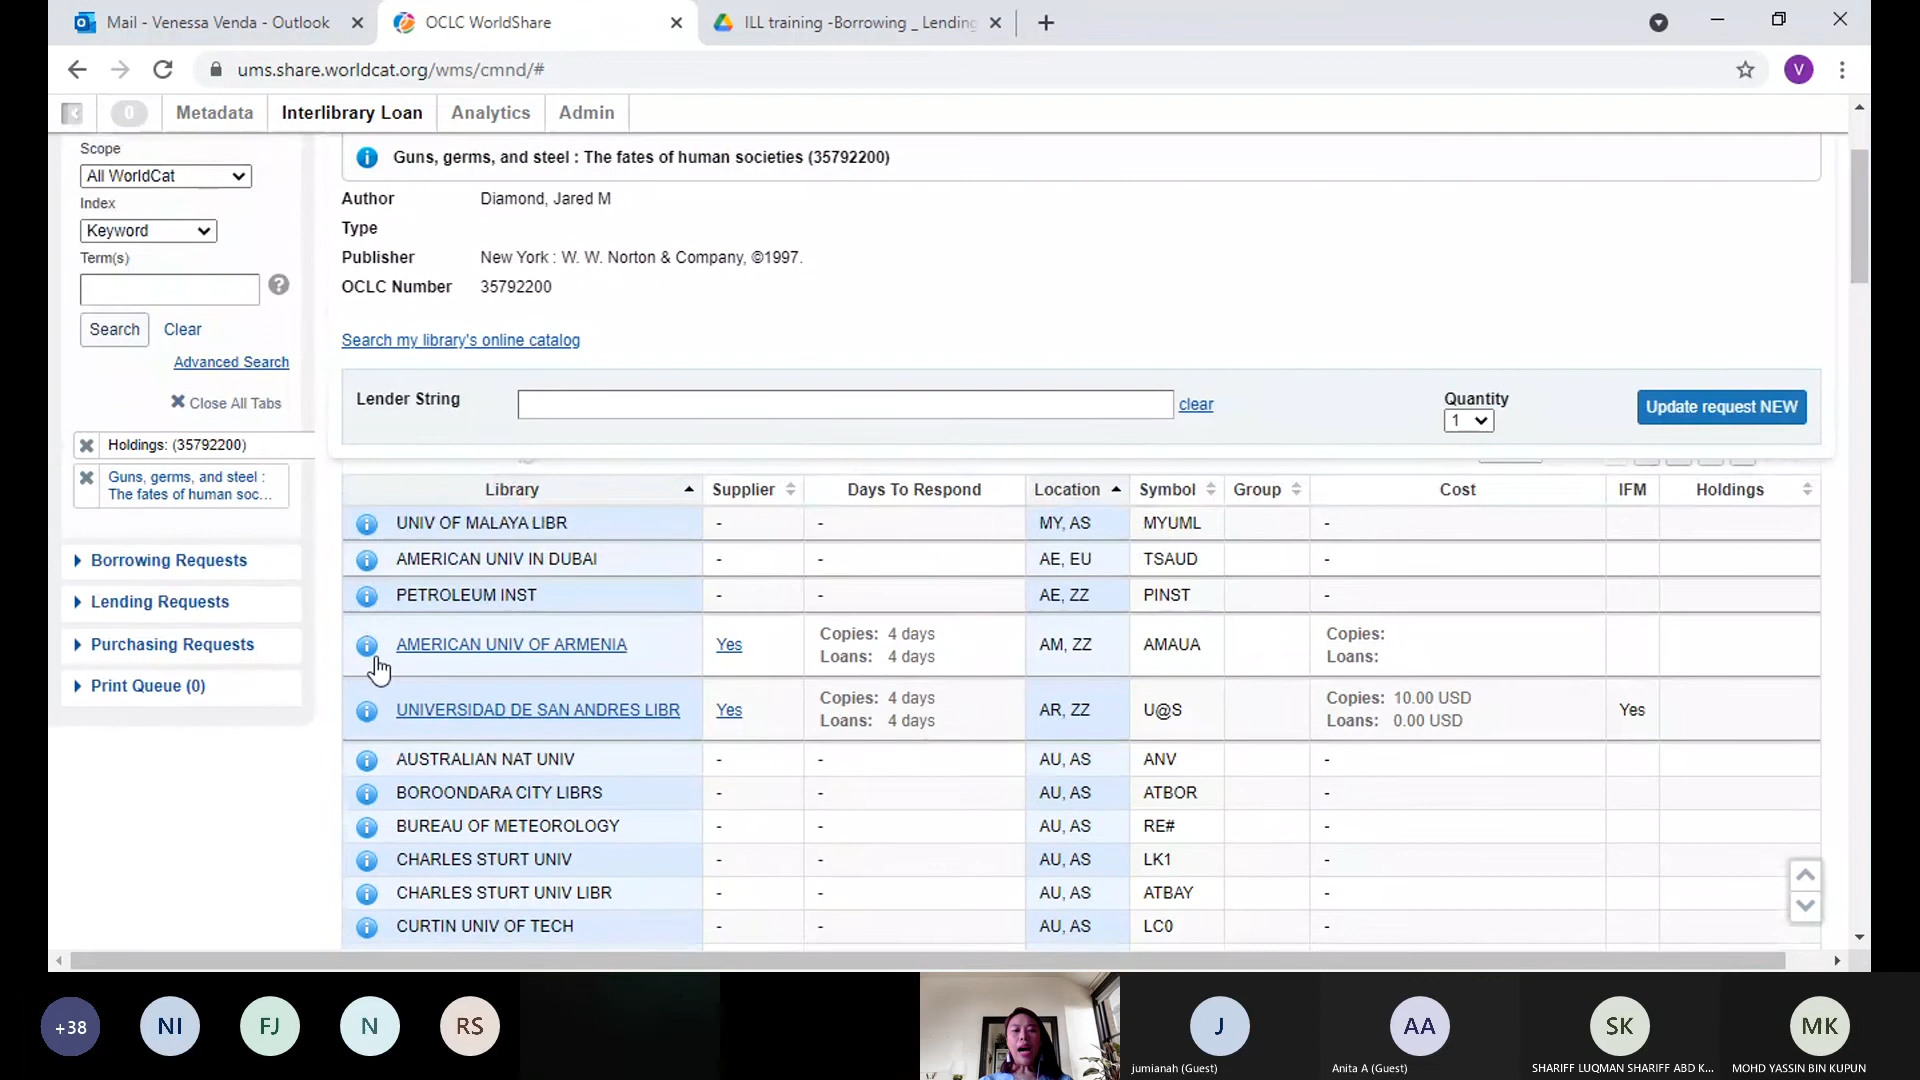 Mail - Venessa Venda - Outlook
OCLC WorldShare
ILL training -Borrowing _ Lending
ums.share.worldcat.org/wms/cmnd/#
V
0
Metadata
Interlibrary Loan
Analytics
Admin
Scope
All WorldCat
Index
Keyword
Term(s)
Search
Clear
Advanced Search
Close All Tabs
Holdings: (35792200)
Guns, germs, and steel :
The fates of human soc...
Borrowing Requests
Lending Requests
Purchasing Requests
Print Queue (0)
Guns, germs, and steel : The fates of human societies (35792200)
Author Diamond, Jared M
Type
Publisher New York : W. W. Norton & Company, ©1997.
OCLC Number 35792200
Search my library's online catalog
Lender String clear
Quantity
1
Update request NEW
Library Supplier Days To Respond Location Symbol Group Cost IFM Holdings
UNIV OF MALAYA LIBR - - MY, AS MYUML -
AMERICAN UNIV IN DUBAI - - AE, EU TSAUD -
PETROLEUM INST - - AE, ZZ PINST -
AMERICAN UNIV OF ARMENIA Yes Copies: 4 days Loans: 4 days AM, ZZ AMAUA Copies: Loans:
UNIVERSIDAD DE SAN ANDRES LIBR Yes Copies: 4 days Loans: 4 days AR, ZZ U@S Copies: 10.00 USD Loans: 0.00 USD Yes
AUSTRALIAN NAT UNIV - - AU, AS ANV -
BOROONDARA CITY LIBRS - - AU, AS ATBOR -
BUREAU OF METEOROLOGY - - AU, AS RE# -
CHARLES STURT UNIV - - AU, AS LK1 -
CHARLES STURT UNIV LIBR - - AU, AS ATBAY -
CURTIN UNIV OF TECH - - AU, AS LC0 -
+38
NI
FJ
N
RS
J
AA
SK
MK
jumianah (Guest)
Anita A (Guest)
SHARIFF LUQMAN SHARIFF ABD K...
MOHD YASSIN BIN KUPUN